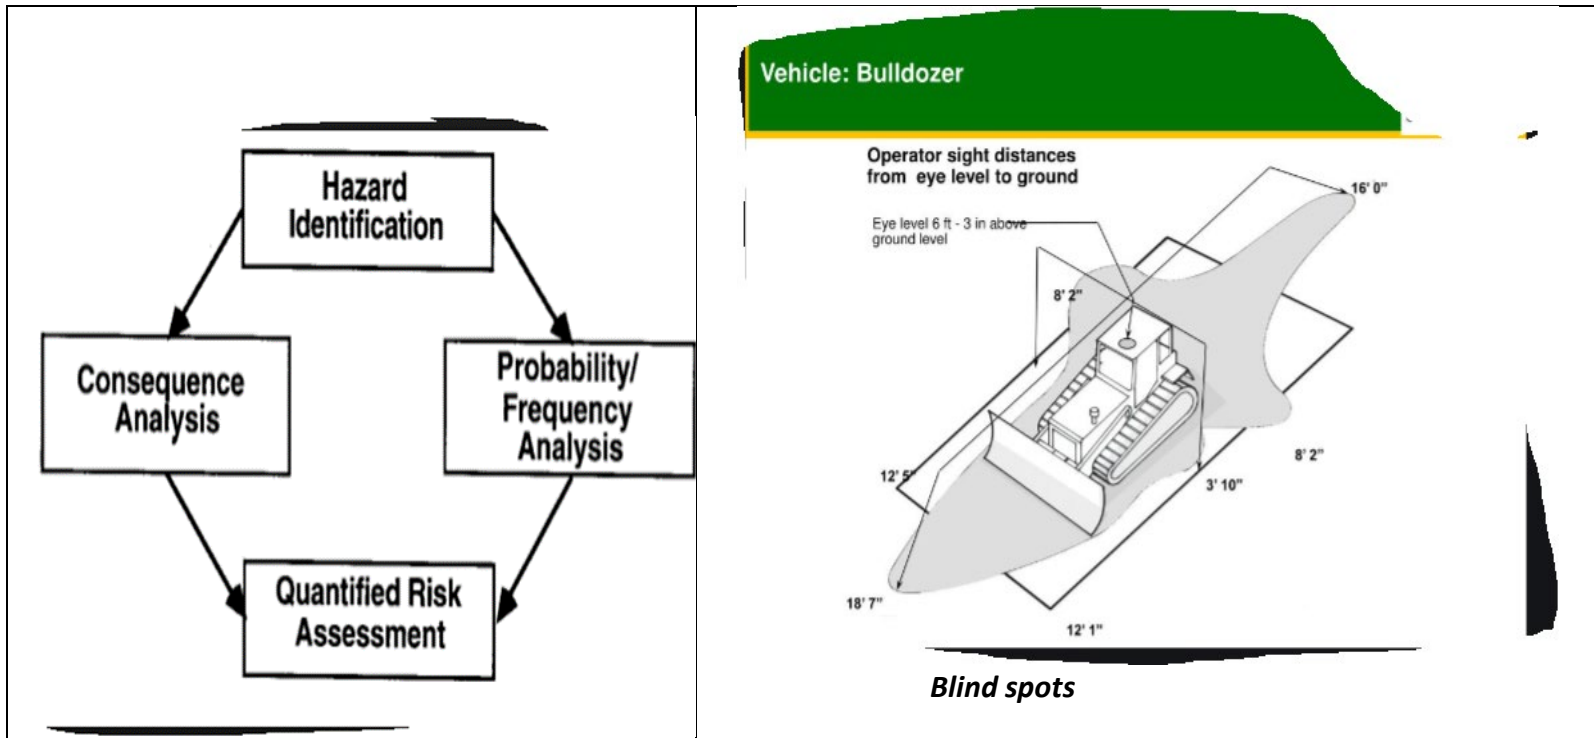 Hazard
Identification
Consequence
Analysis
Probability/
Frequency
Analysis
Quantified Risk
Assessment
Vehicle: Bulldozer
Operator sight distances
from eye level to ground
16' 0"
Eye level 6 ft - 3 in above
ground level
8' 2"
8' 2"
12' 5"
3' 10"
18' 7"
12' 1"
Blind spots